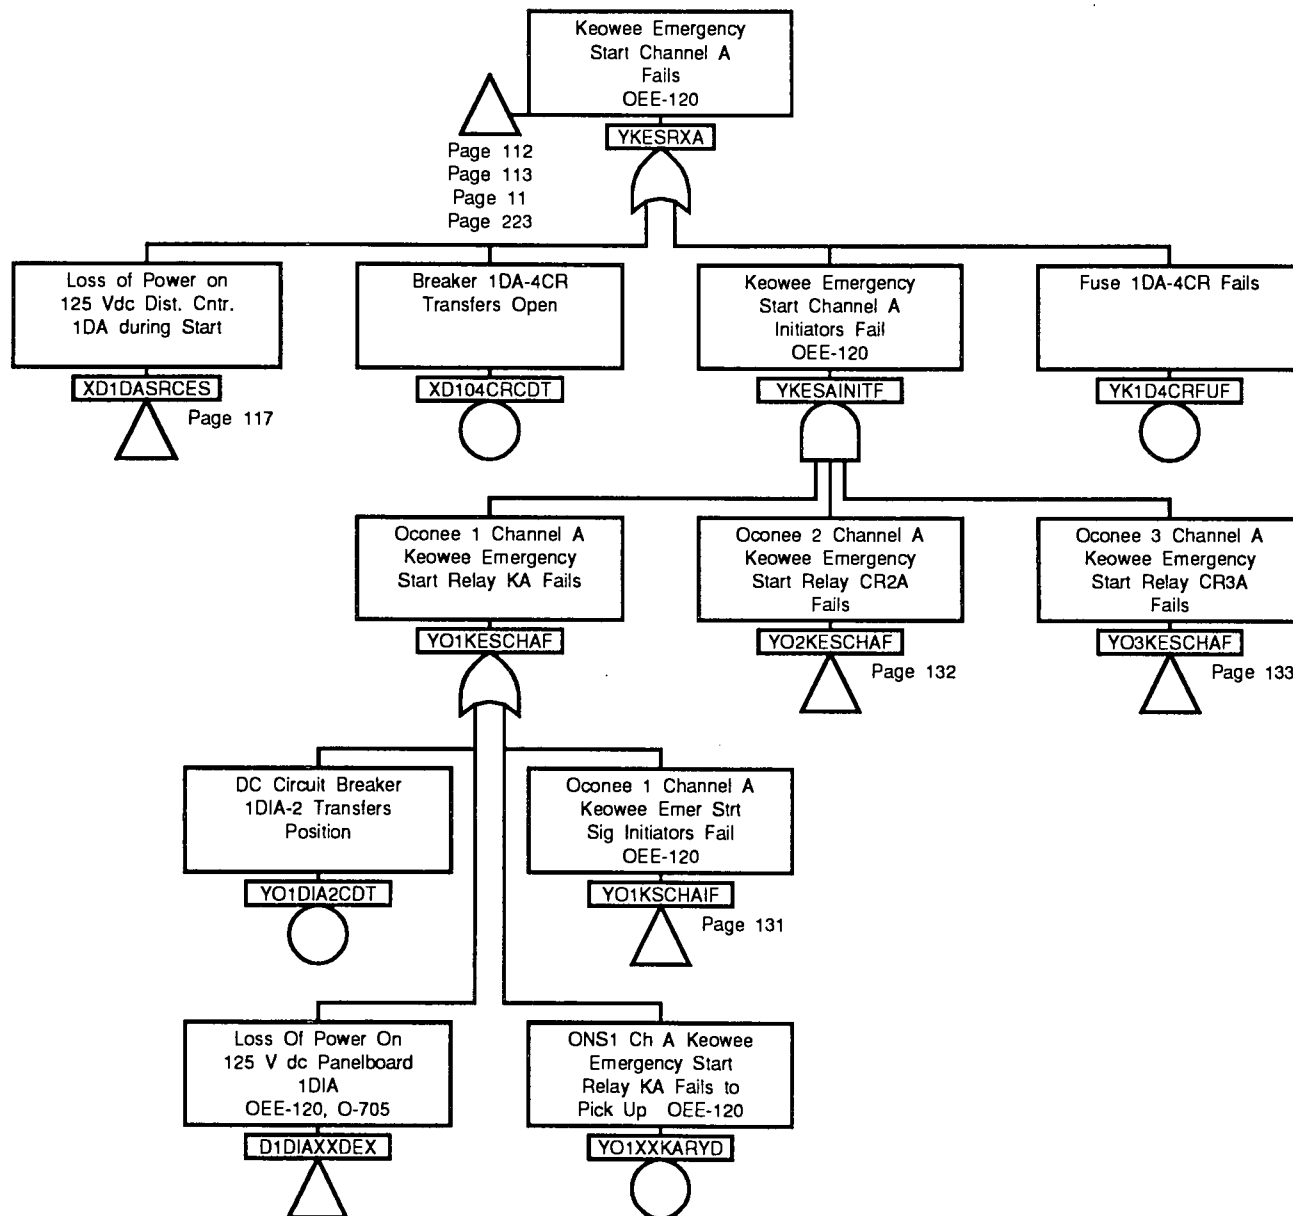 Keowee Emergency
Start Channel A
Fails
OEE-120
YKESRXA
Page 112
Page 113
Page 11
Page 223
Loss of Power on
125 Vdc Dist. Cntr.
1DA during Start
XD1DASRCES
Page 117
Breaker 1DA-4CR
Transfers Open
XD104CRCDT
Keowee Emergency
Start Channel A
Initiators Fail
OEE-120
YKESAINITF
Fuse 1DA-4CR Fails
YK1D4CRFUF
Oconee 1 Channel A
Keowee Emergency
Start Relay KA Fails
YO1KESCHAF
Oconee 2 Channel A
Keowee Emergency
Start Relay CR2A
Fails
YO2KESCHAF
Page 132
Oconee 3 Channel A
Keowee Emergency
Start Relay CR3A
Fails
YO3KESCHAF
Page 133
DC Circuit Breaker
1DIA-2 Transfers
Position
YO1DIA2CDT
Oconee 1 Channel A
Keowee Emer Strt
Sig Initiators Fail
OEE-120
YO1KSCHAIF
Page 131
Loss Of Power On
125 V dc Panelboard
1DIA
OEE-120, O-705
D1DIAXXDEX
ONS1 Ch A Keowee
Emergency Start
Relay KA Fails to
Pick Up OEE-120
YO1XXKARYD